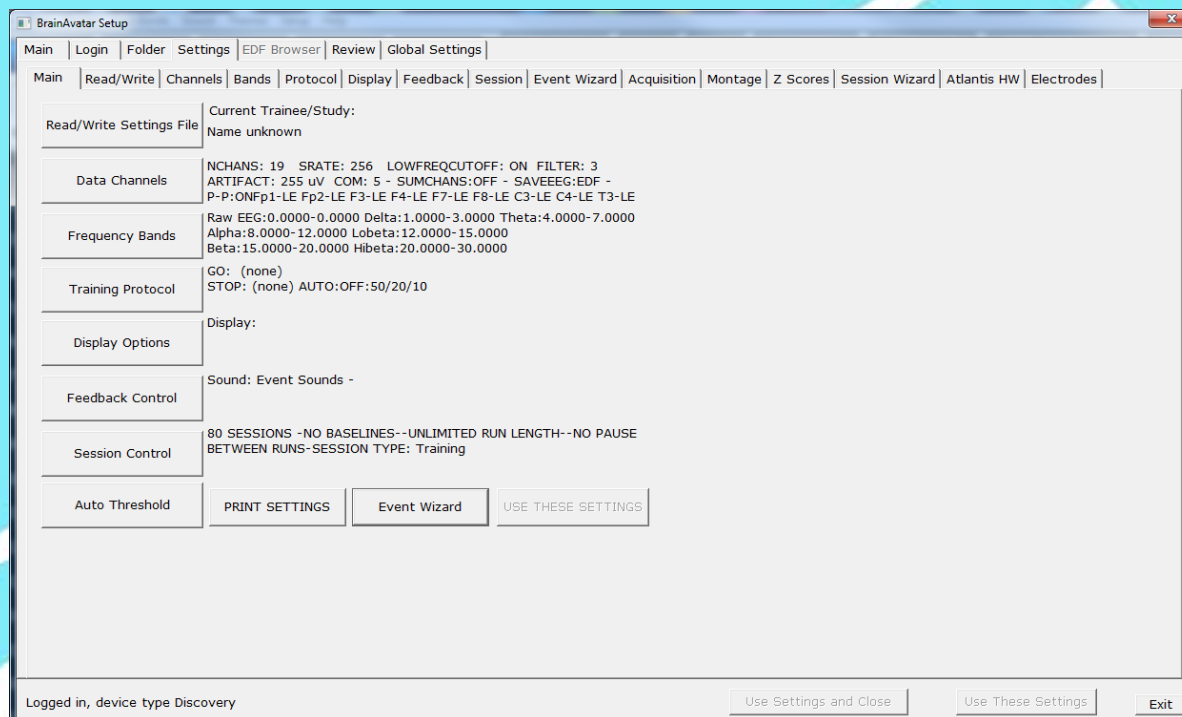 BrainAvatar Setup
Main Login Folder Settings EDF Browser Review Global Settings
Main Read/Write Channels Bands Protocol Display Feedback Session Event Wizard Acquisition Montage Z Scores Session Wizard Atlantis HW Electrodes
Read/Write Settings File
Current Trainee/Study:
Name unknown
Data Channels
NCHANS: 19 SRATE: 256 LOWFREQCUTOFF: ON FILTER: 3
ARTIFACT: 255 uV COM: 5 - SUMCHANS:OFF - SAVEEEG:EDF -
P-P:ONFp1-LE Fp2-LE F3-LE F4-LE F7-LE F8-LE C3-LE C4-LE T3-LE
Frequency Bands
Raw EEG:0.0000-0.0000 Delta:1.0000-3.0000 Theta:4.0000-7.0000
Alpha:8.0000-12.0000 Lobeta:12.0000-15.0000
Beta:15.0000-20.0000 Hibeta:20.0000-30.0000
Training Protocol
GO: (none)
STOP: (none) AUTO:OFF:50/20/10
Display Options
Display:
Feedback Control
Sound: Event Sounds -
Session Control
80 SESSIONS -NO BASELINES--UNLIMITED RUN LENGTH--NO PAUSE
BETWEEN RUNS-SESSION TYPE: Training
Auto Threshold PRINT SETTINGS Event Wizard USE THESE SETTINGS
Logged in, device type Discovery Use Settings and Close Use These Settings Exit